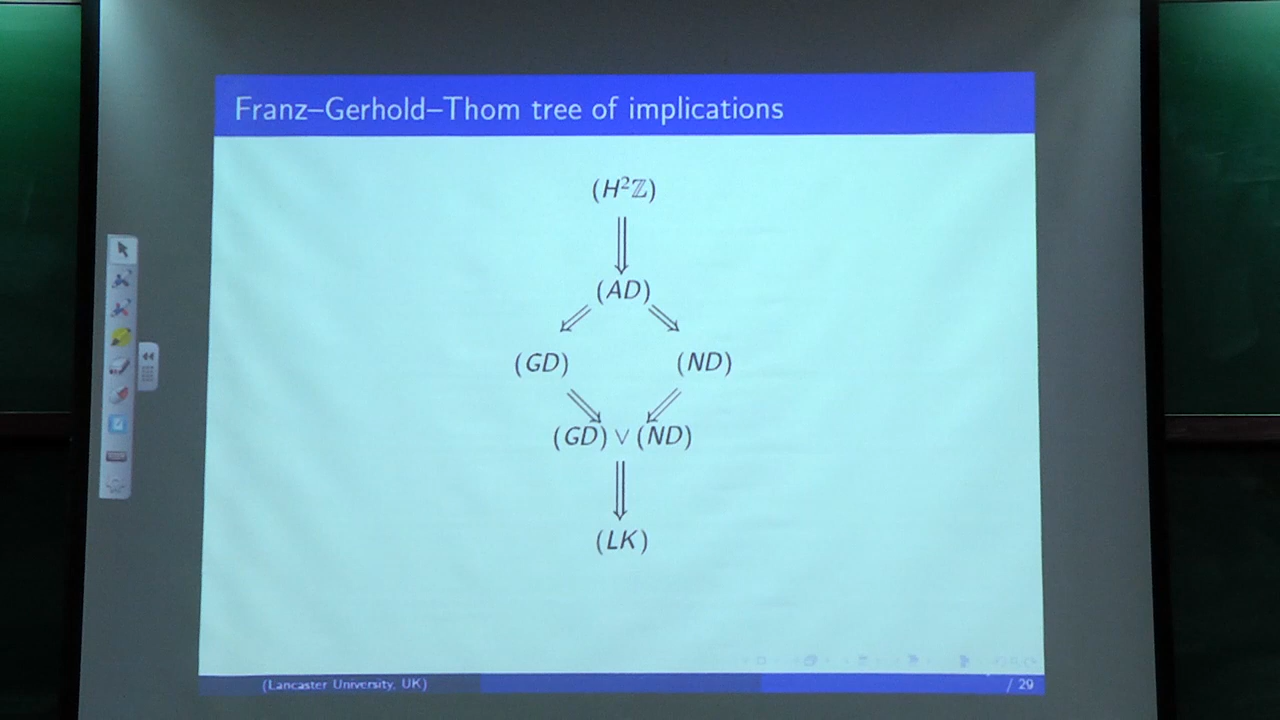 Franz–Gerhold–Thom tree of implications
(H²ℤ)
(AD)
(GD) (ND)
(GD) ∨ (ND)
(LK)
(Lancaster University, UK) / 29